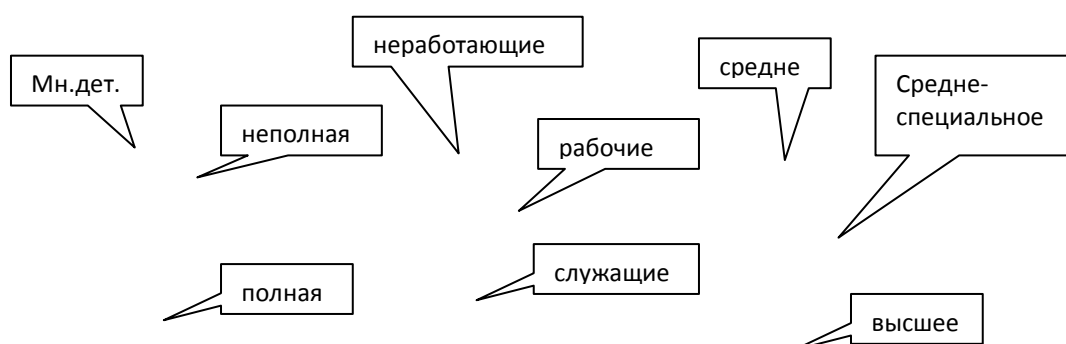 неработающие
средне
Мн.дет.
Средне-
специальное
неполная
рабочие
служащие
полная
высшее